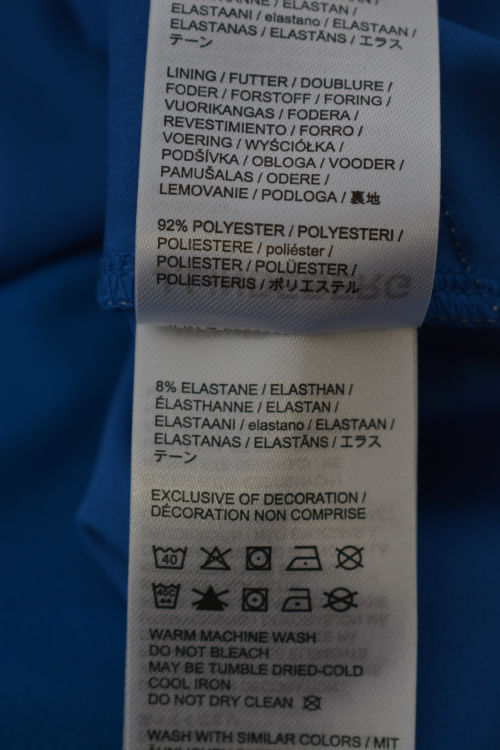 ELASTAANI / elastano / ELASTAAN /
ELASTANAS / ELASTĀNS / エラス
テーン
LINING / FUTTER / DOUBLURE /
FODER / FORSTOFF / FORING /
VUORIKANGAS / FODERA /
REVESTIMIENTO / FORRO /
VOERING / WYŚCIÓŁKA /
PODŠÍVKA / OBLOGA / VOODER /
PAMUŠALAS / ODERE /
LEMOVANIE / PODLOGA / 裏地
92% POLYESTER / POLYESTERI /
POLIESTERE / poliéster /
POLIESTER / POLÜESTER /
POLIESTERIS / ポリエステル
8% ELASTANE / ELASTHAN /
ÉLASTHANNE / ELASTAN /
ELASTAANI / elastano / ELASTAAN /
ELASTANAS / ELASTĀNS / エラス
テーン
EXCLUSIVE OF DECORATION /
DÉCORATION NON COMPRISE
40
40C
WARM MACHINE WASH
DO NOT BLEACH
MAY BE TUMBLE DRIED-COLD
COOL IRON
DO NOT DRY CLEAN
WASH WITH SIMILAR COLORS / MIT